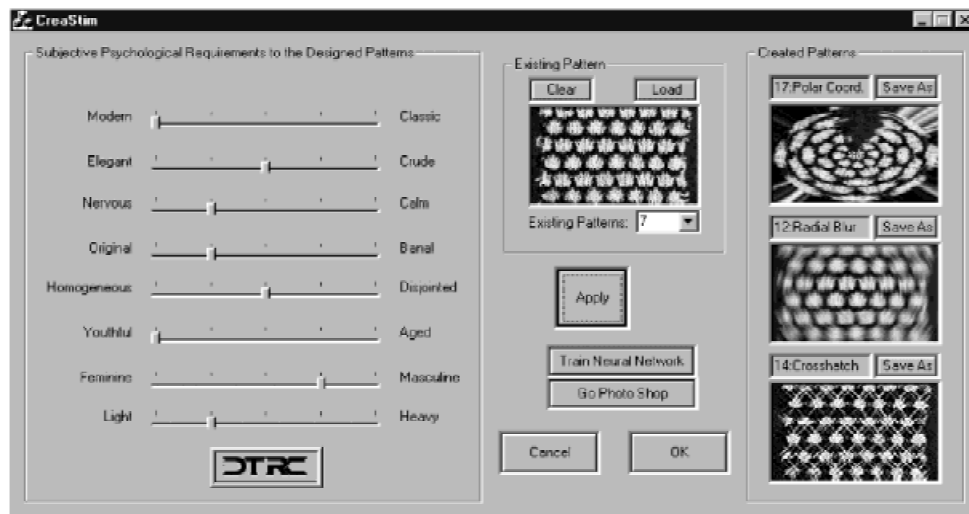 CreaStim
Subjective Psychological Requirements to the Designed Patterns
Modern Classic
Elegant Crude
Nervous Calm
Original Banal
Homogeneous Disjointed
Youthful Aged
Feminine Masculine
Light Heavy
DTRC
Existing Pattern
Clear Load
Existing Patterns: 7
Apply
Train Neural Network
Go Photo Shop
Cancel OK
Created Patterns
17:Polar Coord. Save As
12:Radial Blur Save As
14:Crosshatch Save As